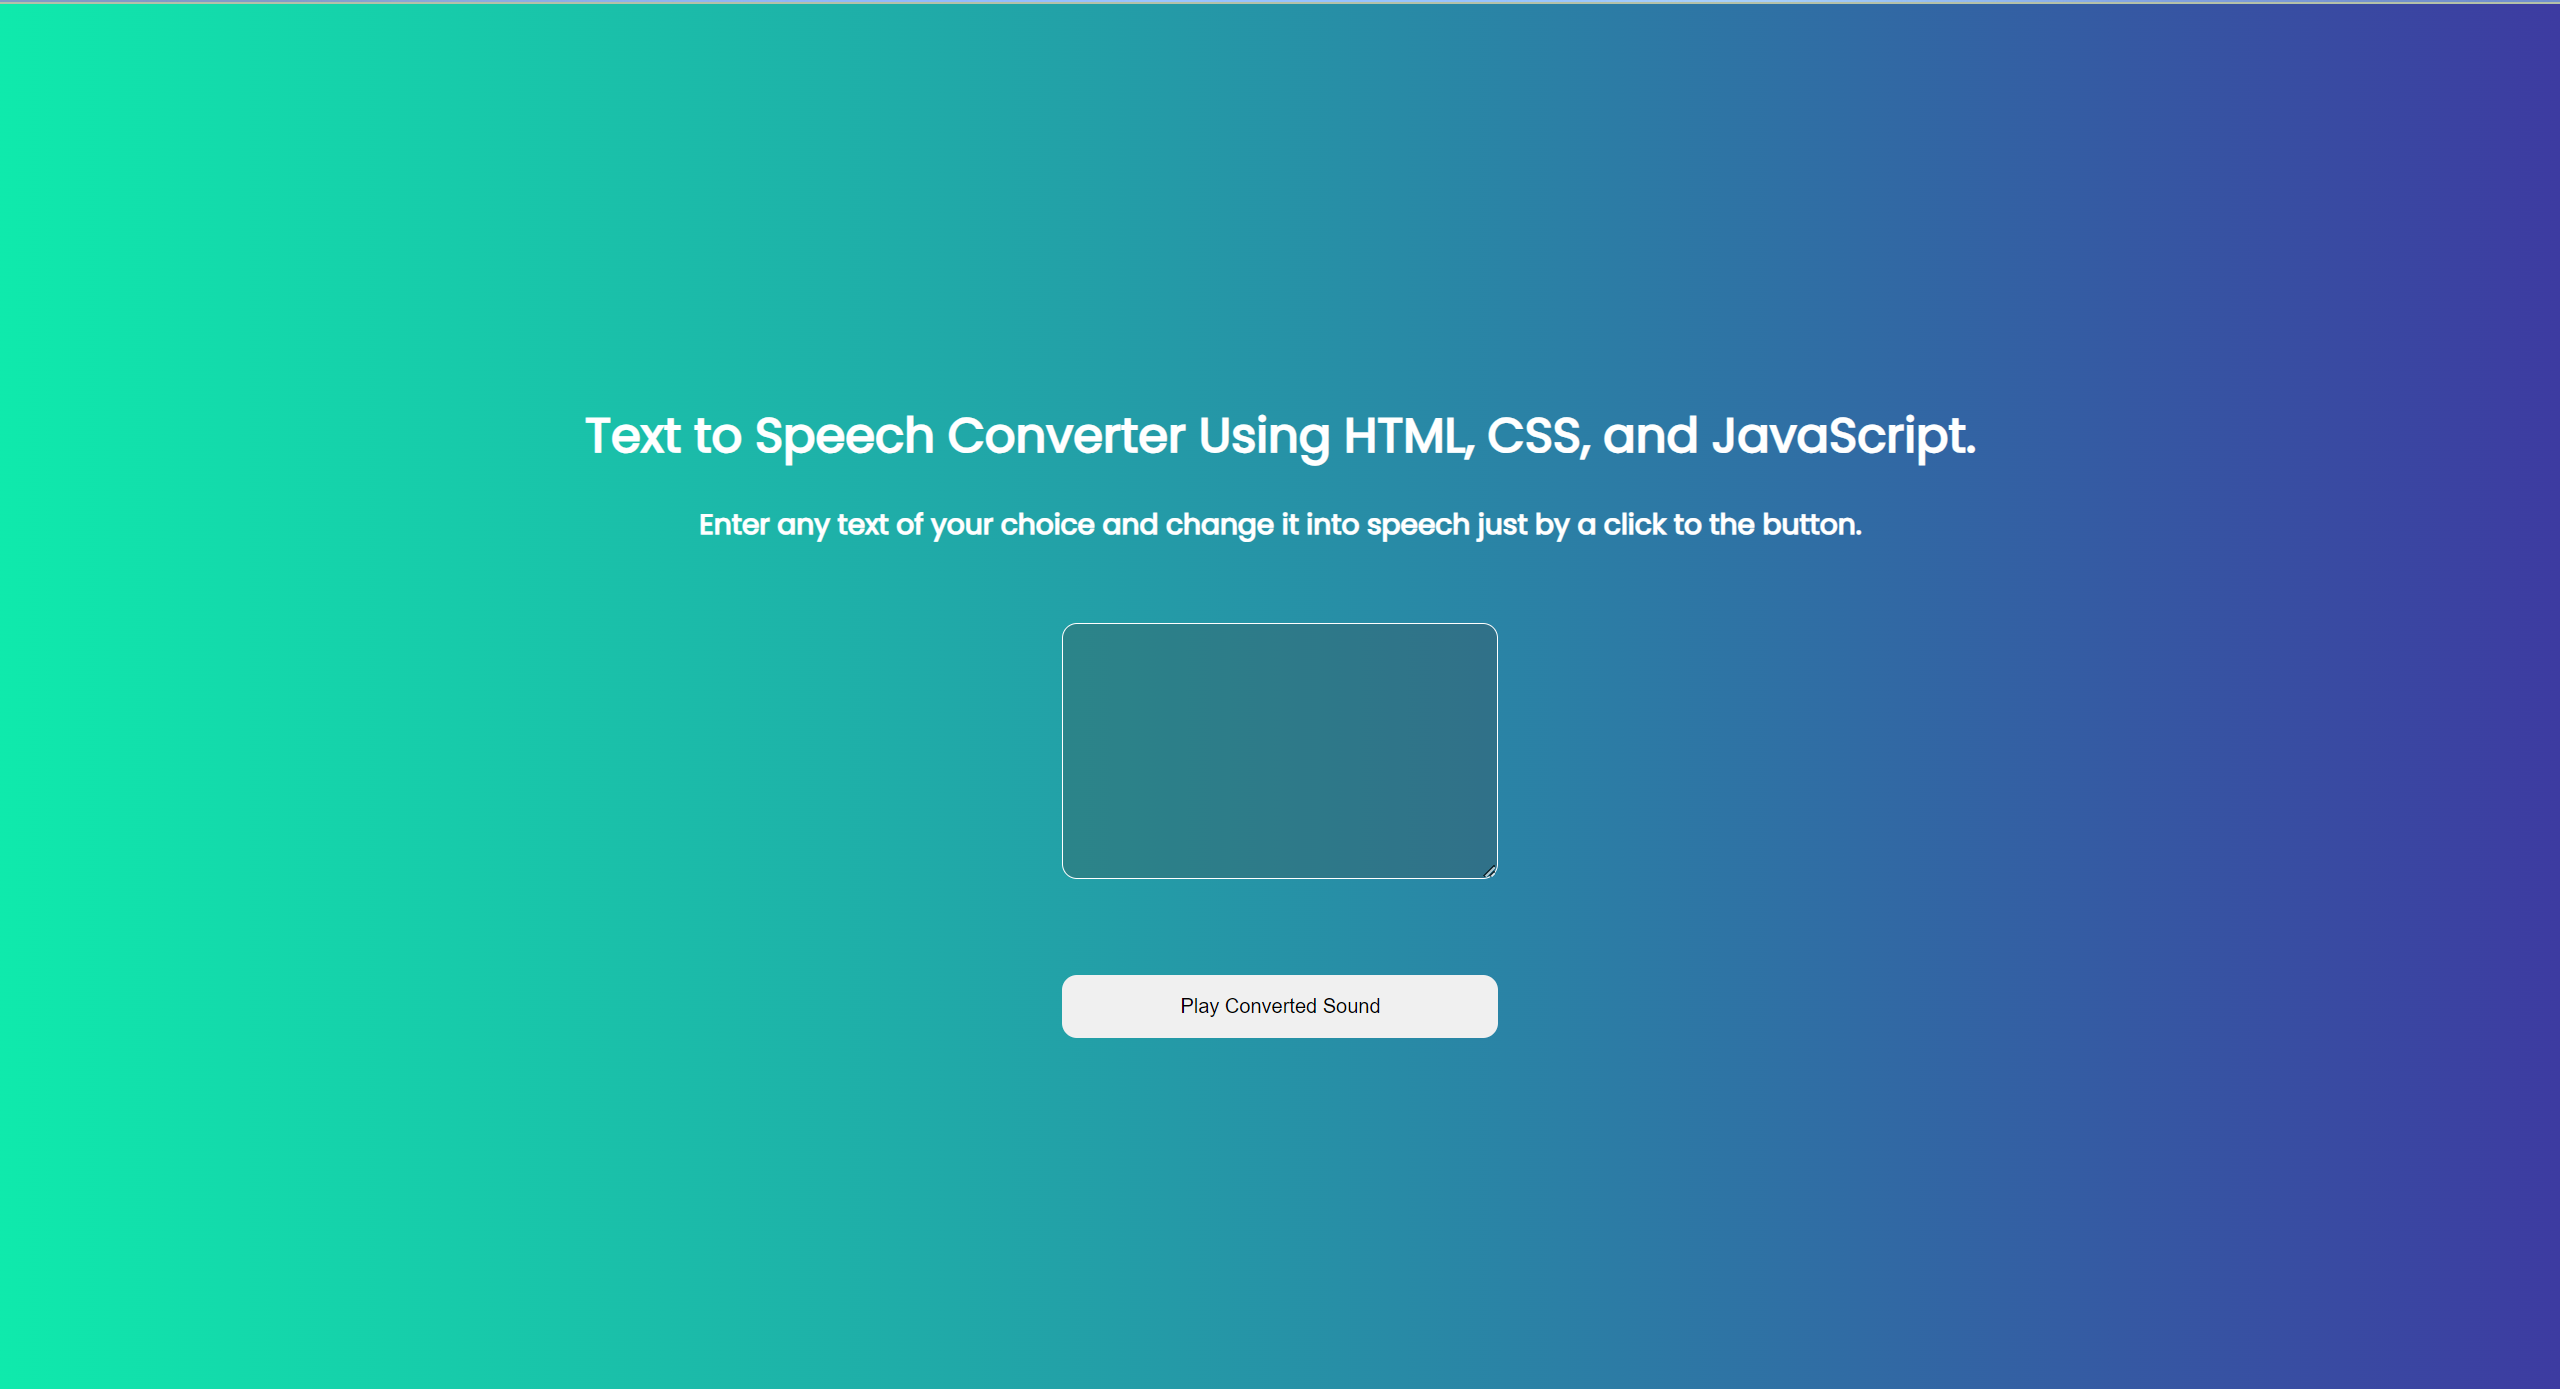 Text to Speech Converter Using HTML, CSS, and JavaScript.
Enter any text of your choice and change it into speech just by a click to the button.
Play Converted Sound